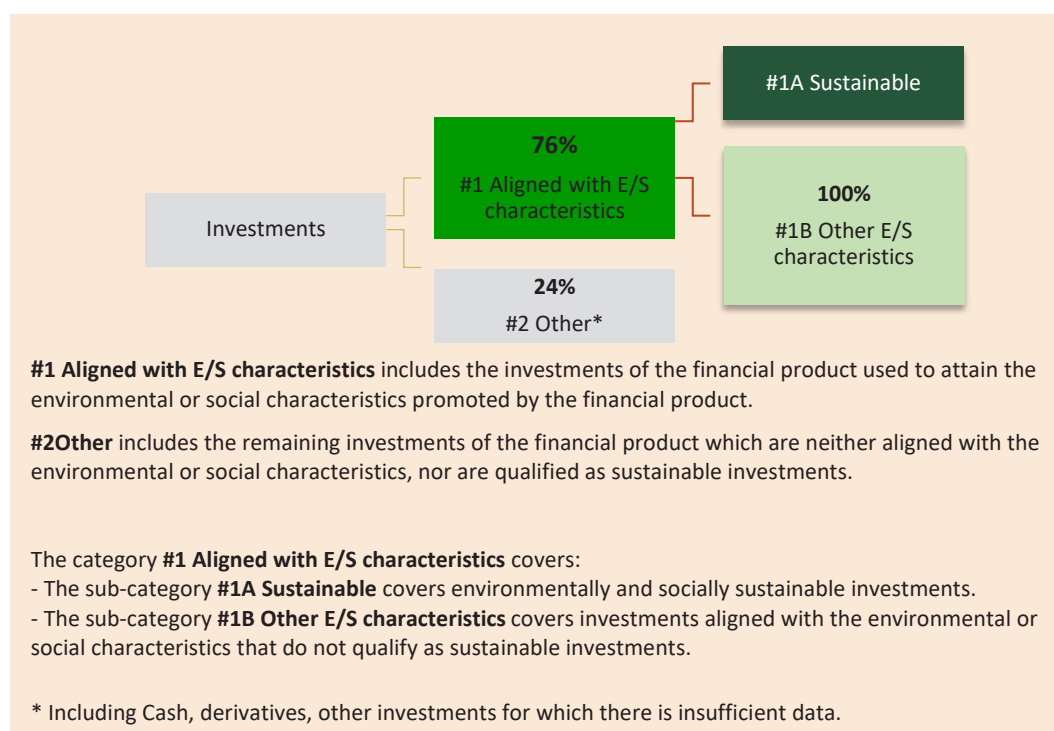 #1A Sustainable
76%
#1 Aligned with E/S
characteristics
100%
#1B Other E/S
characteristics
Investments
24%
#2 Other*
#1 Aligned with E/S characteristics includes the investments of the financial product used to attain the
environmental or social characteristics promoted by the financial product.
#2Other includes the remaining investments of the financial product which are neither aligned with the
environmental or social characteristics, nor are qualified as sustainable investments.
The category #1 Aligned with E/S characteristics covers:
- The sub-category #1A Sustainable covers environmentally and socially sustainable investments.
- The sub-category #1B Other E/S characteristics covers investments aligned with the environmental or
social characteristics that do not qualify as sustainable investments.
* Including Cash, derivatives, other investments for which there is insufficient data.